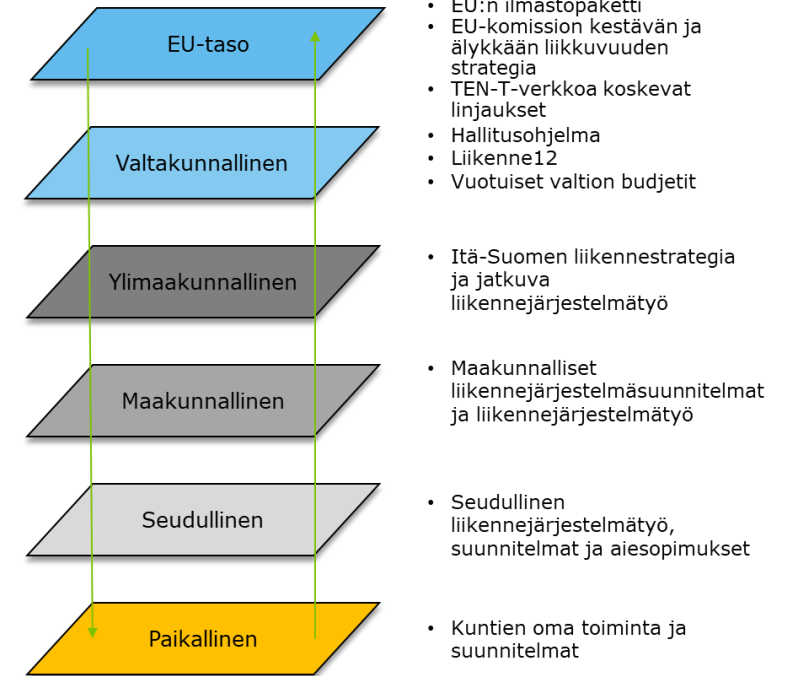 EU-taso
• EU:n ilmastopaketti
• EU-komission kestävän ja
älykkään liikkuvuuden
strategia
• TEN-T-verkkoa koskevat
linjaukset
Valtakunnallinen
• Hallitusohjelma
• Liikenne12
• Vuotuiset valtion budjetit
Ylimaakunnallinen
• Itä-Suomen liikennestrategia
ja jatkuva
liikennejärjestelmätyö
Maakunnallinen
• Maakunnalliset
liikennejärjestelmäsuunnitelmat
ja liikennejärjestelmätyö
Seudullinen
• Seudullinen
liikennejärjestelmätyö,
suunnitelmat ja aiesopimukset
Paikallinen
• Kuntien oma toiminta ja
suunnitelmat